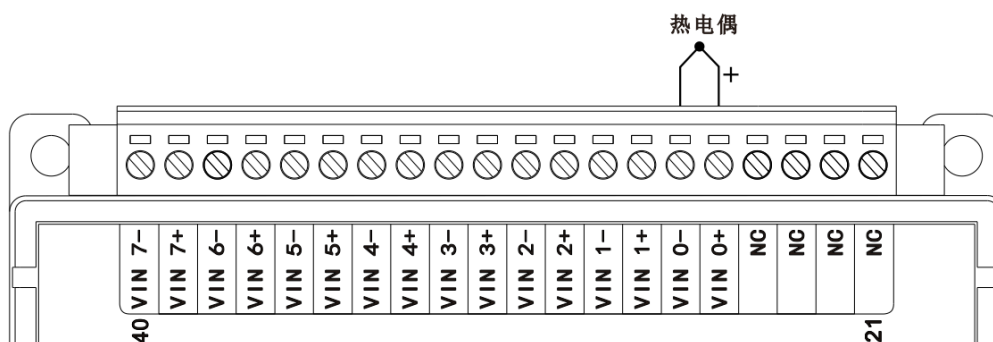 热电偶
+
VIN 7-
VIN 7+
VIN 6-
VIN 6+
VIN 5-
VIN 5+
VIN 4-
VIN 4+
VIN 3-
VIN 3+
VIN 2-
VIN 2+
VIN 1-
VIN 1+
VIN 0-
VIN 0+
NC
NC
NC
NC
40
21